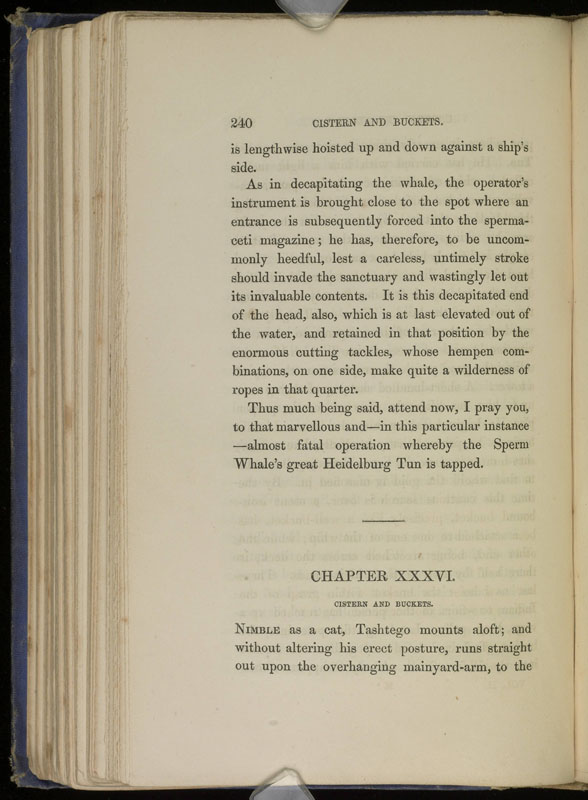 240 CISTERN AND BUCKETS.
is lengthwise hoisted up and down against a ship's
side.
As in decapitating the whale, the operator's
instrument is brought close to the spot where an
entrance is subsequently forced into the sperma-
ceti magazine; he has, therefore, to be uncom-
monly heedful, lest a careless, untimely stroke
should invade the sanctuary and wastingly let out
its invaluable contents. It is this decapitated end
of the head, also, which is at last elevated out of
the water, and retained in that position by the
enormous cutting tackles, whose hempen com-
binations, on one side, make quite a wilderness of
ropes in that quarter.
Thus much being said, attend now, I pray you,
to that marvellous and—in this particular instance
—almost fatal operation whereby the Sperm
Whale's great Heidelburg Tun is tapped.
CHAPTER XXXVI.
CISTERN AND BUCKETS.
NIMBLE as a cat, Tashtego mounts aloft; and
without altering his erect posture, runs straight
out upon the overhanging mainyard-arm, to the